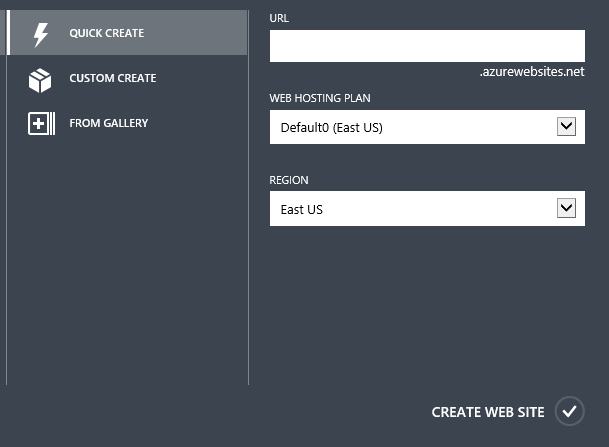 QUICK CREATE
CUSTOM CREATE
FROM GALLERY
URL
.azurewebsites.net
WEB HOSTING PLAN
Default0 (East US)
REGION
East US
CREATE WEB SITE